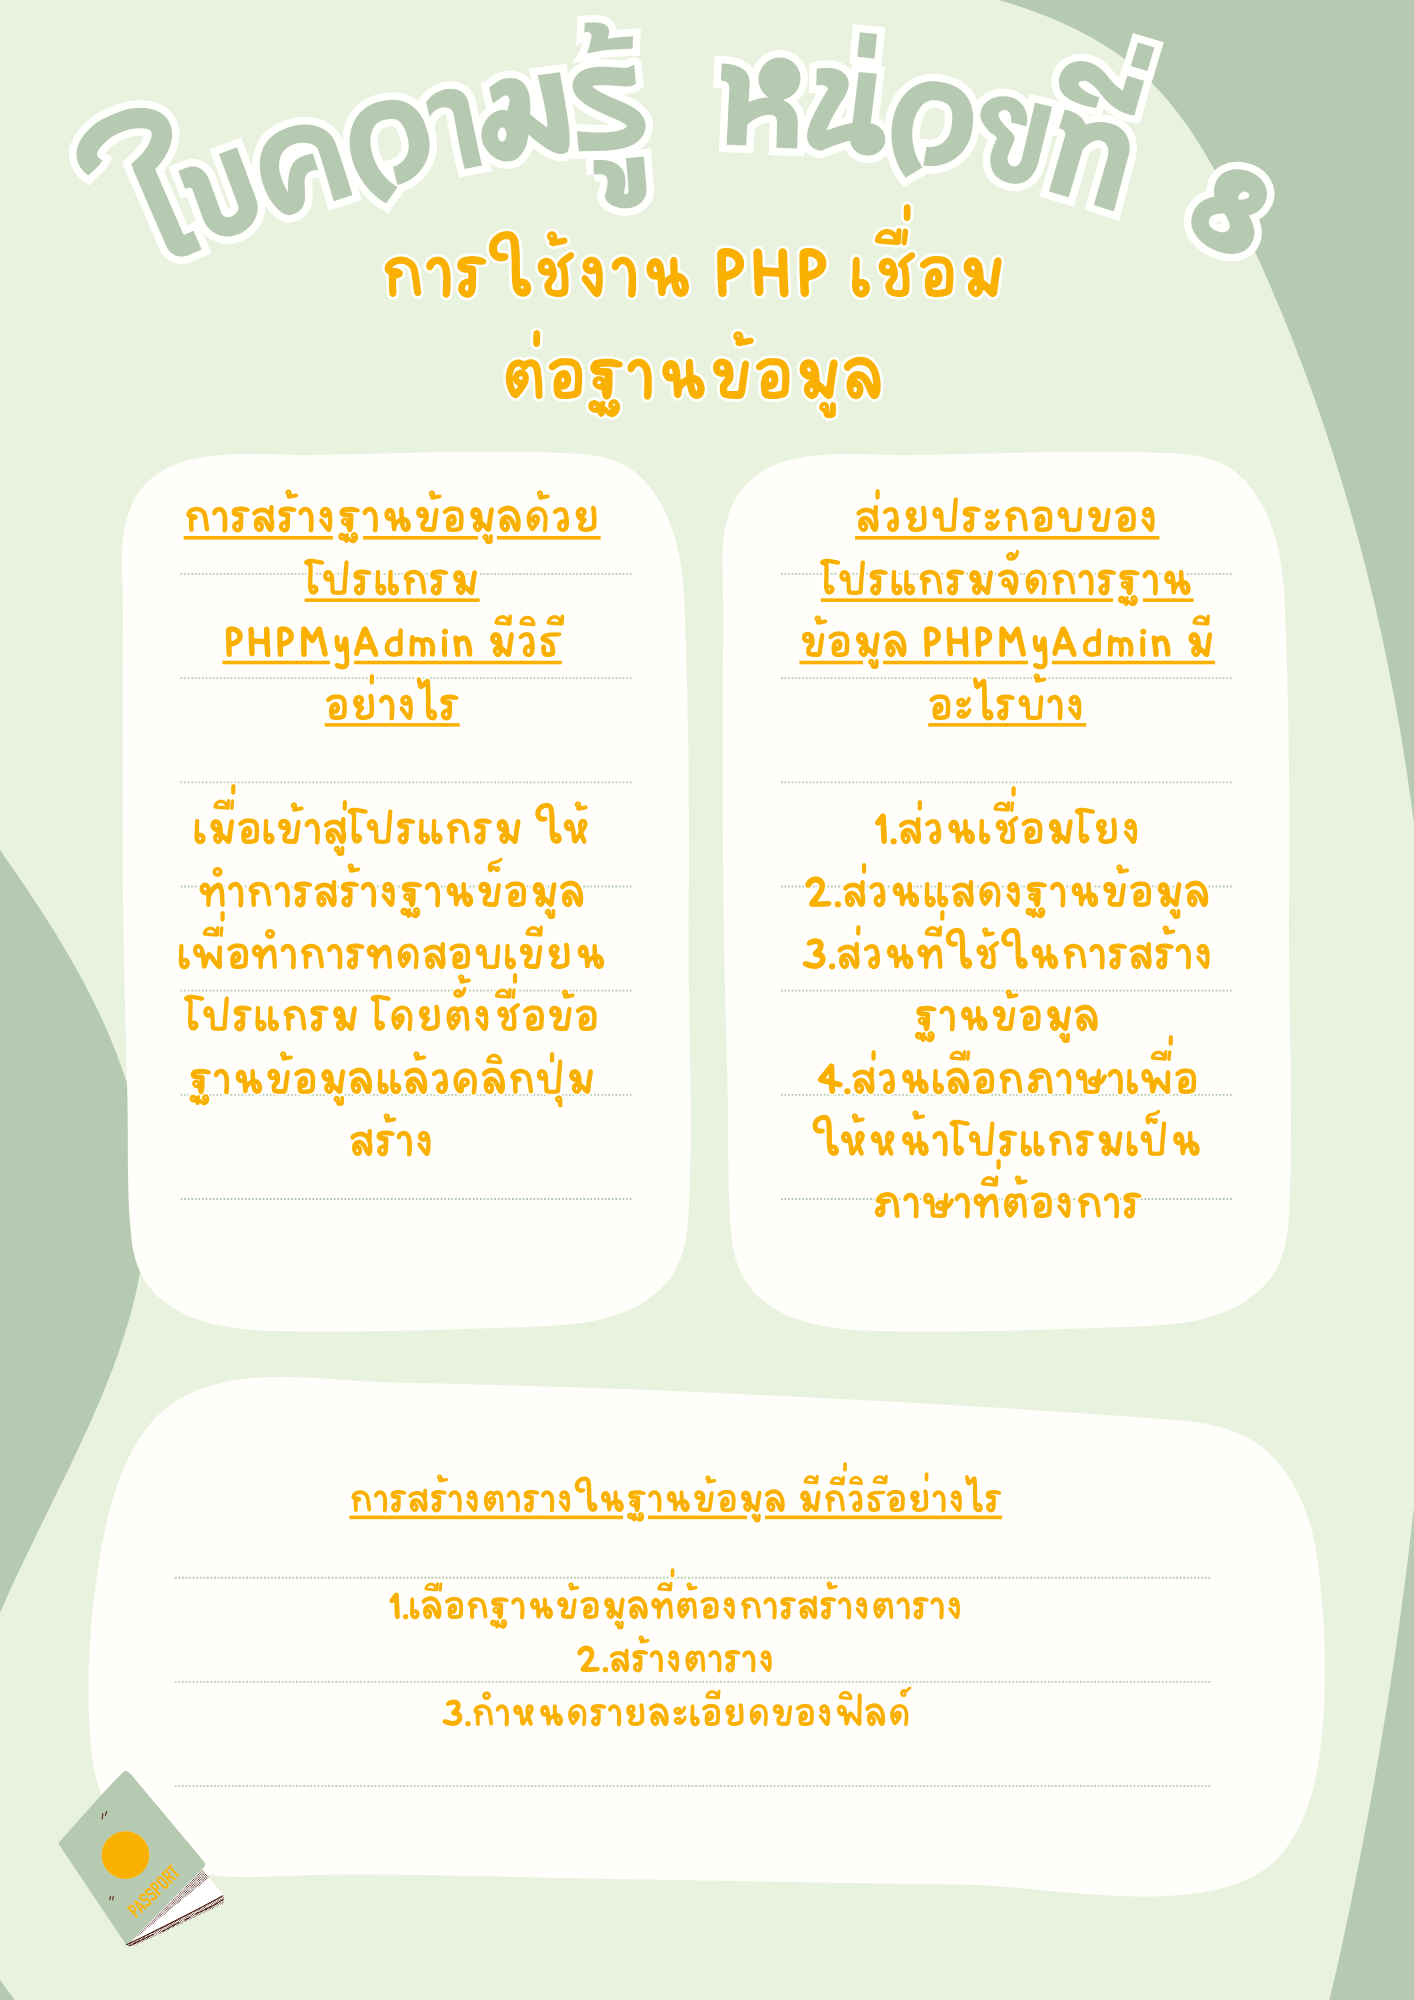 ใบความรู้ หน่อยที่ 8
การใช้งาน PHP เชื่อม
ต่อฐานข้อมูล
การสร้างฐานข้อมูลด้วย
โปรแกรม
PHPMyAdmin มีวิธี
อย่างไร
เมื่อเข้าสู่โปรแกรม ให้
ทำการสร้างฐานข็อมูล
เพื่อทำการทดสอบเขียน
โปรแกรม โดยตั้งชื่อข้อ
ฐานข้อมูลแล้วคลิกปุ่ม
สร้าง
ส่วยประกอบของ
โปรแกรมจัดการฐาน
ข้อมูล PHPMyAdmin มี
อะไรบ้าง
1.ส่วนเชื่อมโยง
2.ส่วนแสดงฐานข้อมูล
3.ส่วนที่ใช้ในการสร้าง
ฐานข้อมูล
4.ส่วนเลือกภาษาเพื่อ
ให้หน้าโปรแกรมเป็น
ภาษาที่ต้องการ
การสร้างตารางในฐานข้อมูล มีกี่วิธีอย่างไร
1.เลือกฐานข้อมูลที่ต้องการสร้างตาราง
2.สร้างตาราง
3.กำหนดรายละเอียดของฟิลด์
PASSPORT